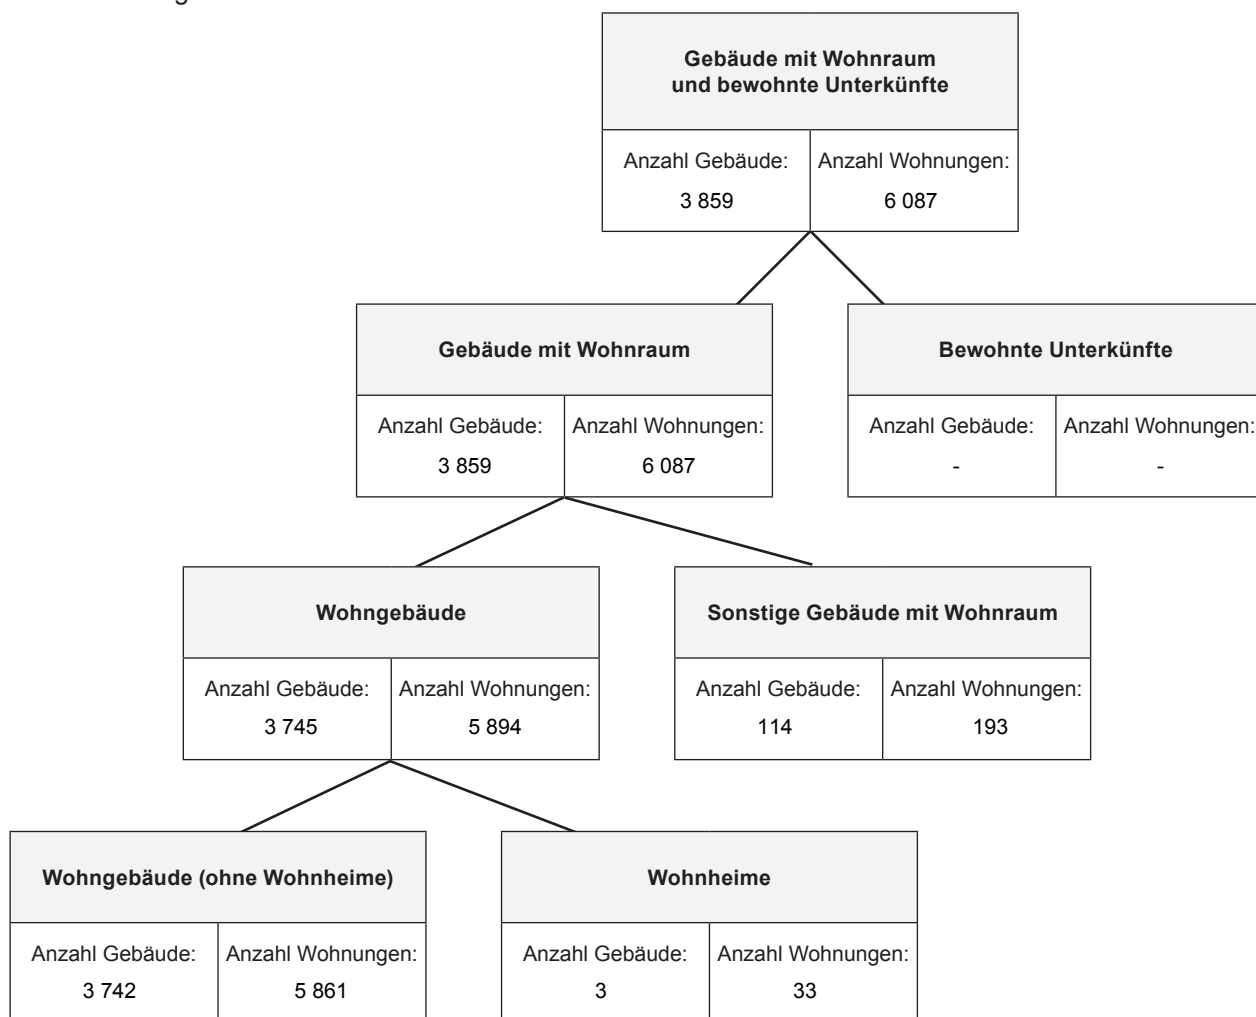 Gebäude mit Wohnraum
und bewohnte Unterkünfte
Anzahl Gebäude: Anzahl Wohnungen:
3 859 6 087
Gebäude mit Wohnraum Bewohnte Unterkünfte
Anzahl Gebäude: Anzahl Wohnungen: Anzahl Gebäude: Anzahl Wohnungen:
3 859 6 087 - -
Wohngebäude Sonstige Gebäude mit Wohnraum
Anzahl Gebäude: Anzahl Wohnungen: Anzahl Gebäude: Anzahl Wohnungen:
3 745 5 894 114 193
Wohngebäude (ohne Wohnheime) Wohnheime
Anzahl Gebäude: Anzahl Wohnungen: Anzahl Gebäude: Anzahl Wohnungen:
3 742 5 861 3 33